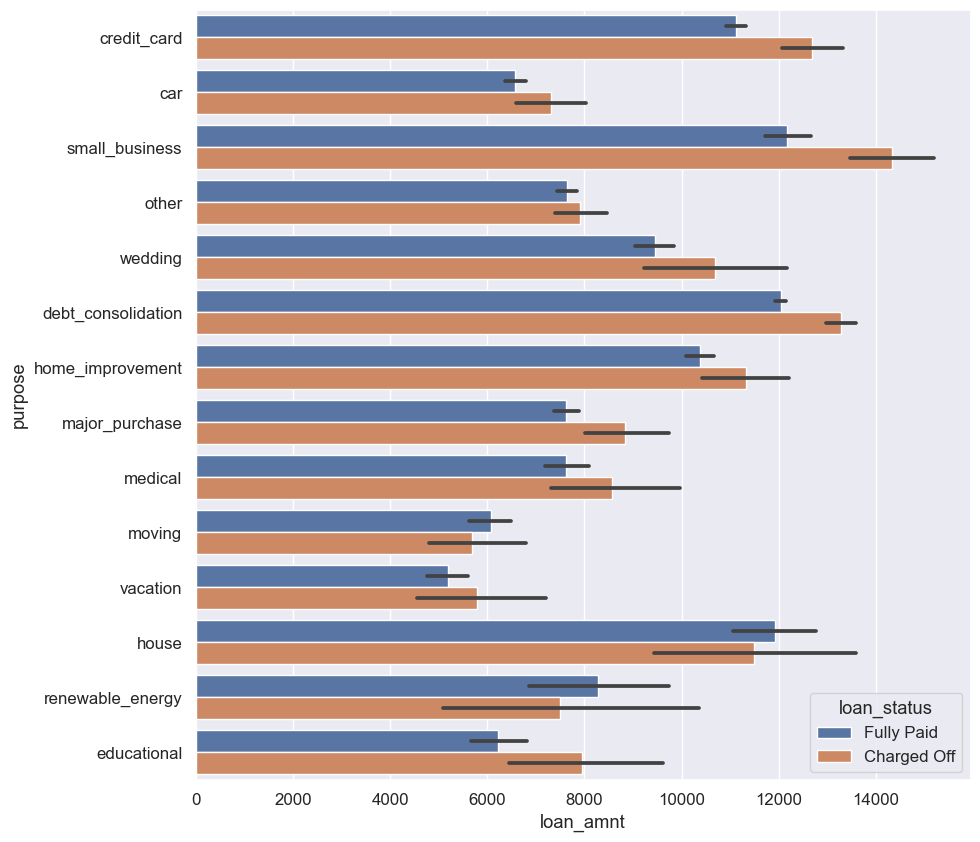 purpose
credit_card
car
small_business
other
wedding
debt_consolidation
home_improvement
major_purchase
medical
moving
vacation
house
renewable_energy
educational
loan_status
Fully Paid
Charged Off
0 2000 4000 6000 8000 10000 12000 14000
loan_amnt